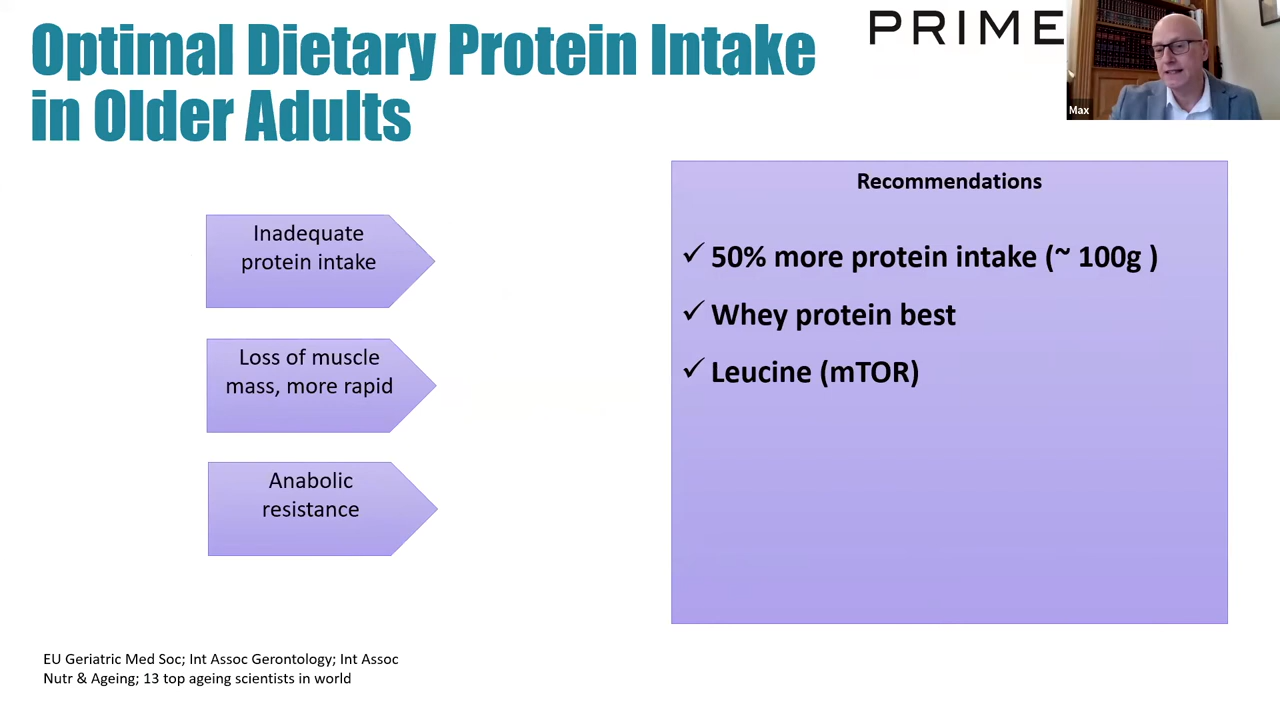 Optimal Dietary Protein Intake
in Older Adults
PRIME
Max
Inadequate
protein intake
Loss of muscle
mass, more rapid
Anabolic
resistance
Recommendations
✓ 50% more protein intake (~ 100g )
✓ Whey protein best
✓ Leucine (mTOR)
EU Geriatric Med Soc; Int Assoc Gerontology; Int Assoc
Nutr & Ageing; 13 top ageing scientists in world